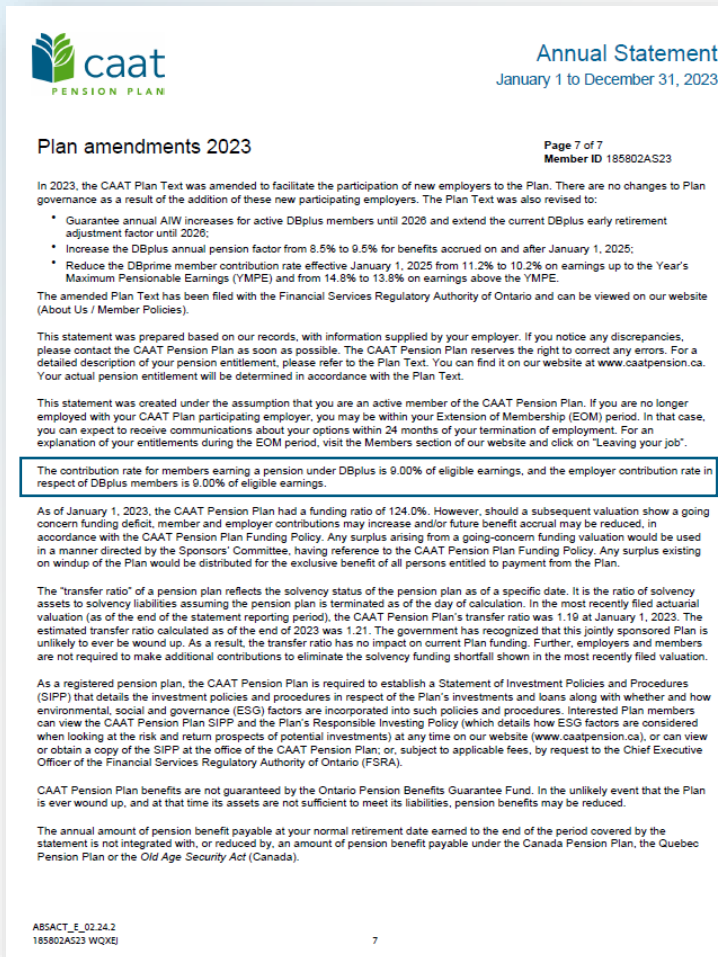 caat
PENSION PLAN
Annual Statement
January 1 to December 31, 2023
Plan amendments 2023
Page 7 of 7
Member ID 185802AS23
In 2023, the CAAT Plan Text was amended to facilitate the participation of new employers to the Plan. There are no changes to Plan
governance as a result of the addition of these new participating employers. The Plan Text was also revised to:
• Guarantee annual AIW increases for active DBplus members until 2026 and extend the current DBplus early retirement
adjustment factor until 2026;
• Increase the DBplus annual pension factor from 8.5% to 9.5% for benefits accrued on and after January 1, 2025;
• Reduce the DBprime member contribution rate effective January 1, 2025 from 11.2% to 10.2% on earnings up to the Year's
Maximum Pensionable Earnings (YMPE) and from 14.8% to 13.8% on earnings above the YMPE.
The amended Plan Text has been filed with the Financial Services Regulatory Authority of Ontario and can be viewed on our website
(About Us / Member Policies).
This statement was prepared based on our records, with information supplied by your employer. If you notice any discrepancies,
please contact the CAAT Pension Plan as soon as possible. The CAAT Pension Plan reserves the right to correct any errors. For a
detailed description of your pension entitlement, please refer to the Plan Text. You can find it on our website at www.caatpension.ca.
Your actual pension entitlement will be determined in accordance with the Plan Text.
This statement was created under the assumption that you are an active member of the CAAT Pension Plan. If you are no longer
employed with your CAAT Plan participating employer, you may be within your Extension of Membership (EOM) period. In that case,
you can expect to receive communications about your options within 24 months of your termination of employment. For an
explanation of your entitlements during the EOM period, visit the Members section of our website and click on "Leaving your job".
The contribution rate for members earning a pension under DBplus is 9.00% of eligible earnings, and the employer contribution rate in
respect of DBplus members is 9.00% of eligible earnings.
As of January 1, 2023, the CAAT Pension Plan had a funding ratio of 124.0%. However, should a subsequent valuation show a going
concern funding deficit, member and employer contributions may increase and/or future benefit accrual may be reduced, in
accordance with the CAAT Pension Plan Funding Policy. Any surplus arising from a going-concern funding valuation would be used
in a manner directed by the Sponsors' Committee, having reference to the CAAT Pension Plan Funding Policy. Any surplus existing
on windup of the Plan would be distributed for the exclusive benefit of all persons entitled to payment from the Plan.
The "transfer ratio" of a pension plan reflects the solvency status of the pension plan as of a specific date. It is the ratio of solvency
assets to solvency liabilities assuming the pension plan is terminated as of the day of calculation. In the most recently filed actuarial
valuation (as of the end of the statement reporting period), the CAAT Pension Plan's transfer ratio was 1.19 at January 1, 2023. The
estimated transfer ratio calculated as of the end of 2023 was 1.21. The government has recognized that this jointly sponsored Plan is
unlikely to ever be wound up. As a result, the transfer ratio has no impact on current Plan funding. Further, employers and members
are not required to make additional contributions to eliminate the solvency funding shortfall shown in the most recently filed valuation.
As a registered pension plan, the CAAT Pension Plan is required to establish a Statement of Investment Policies and Procedures
(SIPP) that details the investment policies and procedures in respect of the Plan's investments and loans along with whether and how
environmental, social and governance (ESG) factors are incorporated into such policies and procedures. Interested Plan members
can view the CAAT Pension Plan SIPP and the Plan's Responsible Investing Policy (which details how ESG factors are considered
when looking at the risk and return prospects of potential investments) at any time on our website (www.caatpension.ca), or can view
or obtain a copy of the SIPP at the office of the CAAT Pension Plan; or, subject to applicable fees, by request to the Chief Executive
Officer of the Financial Services Regulatory Authority of Ontario (FSRA).
CAAT Pension Plan benefits are not guaranteed by the Ontario Pension Benefits Guarantee Fund. In the unlikely event that the Plan
is ever wound up, and at that time its assets are not sufficient to meet its liabilities, pension benefits may be reduced.
The annual amount of pension benefit payable at your normal retirement date earned to the end of the period covered by the
statement is not integrated with, or reduced by, an amount of pension benefit payable under the Canada Pension Plan, the Quebec
Pension Plan or the Old Age Security Act (Canada).
ABSACT_E_02.24.2
185802AS23 WQXEJ
7